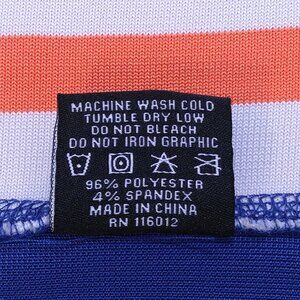 MACHINE WASH COLD
TUMBLE DRY LOW
DO NOT BLEACH
DO NOT IRON GRAPHIC
96% POLYESTER
4% SPANDEX
MADE IN CHINA
RN 116012